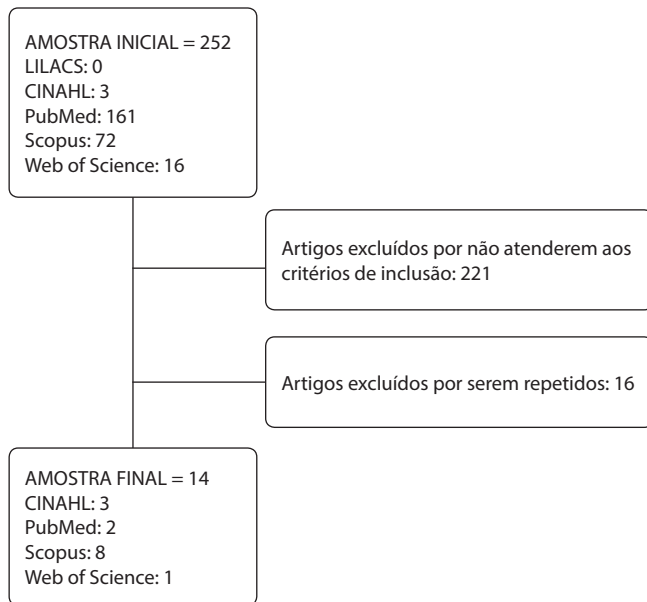 AMOSTRA INICIAL = 252
LILACS: 0
CINAHL: 3
PubMed: 161
Scopus: 72
Web of Science: 16
Artigos excluídos por não atenderem aos
critérios de inclusão: 221
Artigos excluídos por serem repetidos: 16
AMOSTRA FINAL = 14
CINAHL: 3
PubMed: 2
Scopus: 8
Web of Science: 1